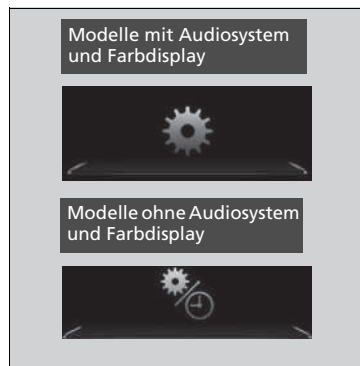 Modelle mit Audiosystem
und Farbdisplay
Modelle ohne Audiosystem
und Farbdisplay